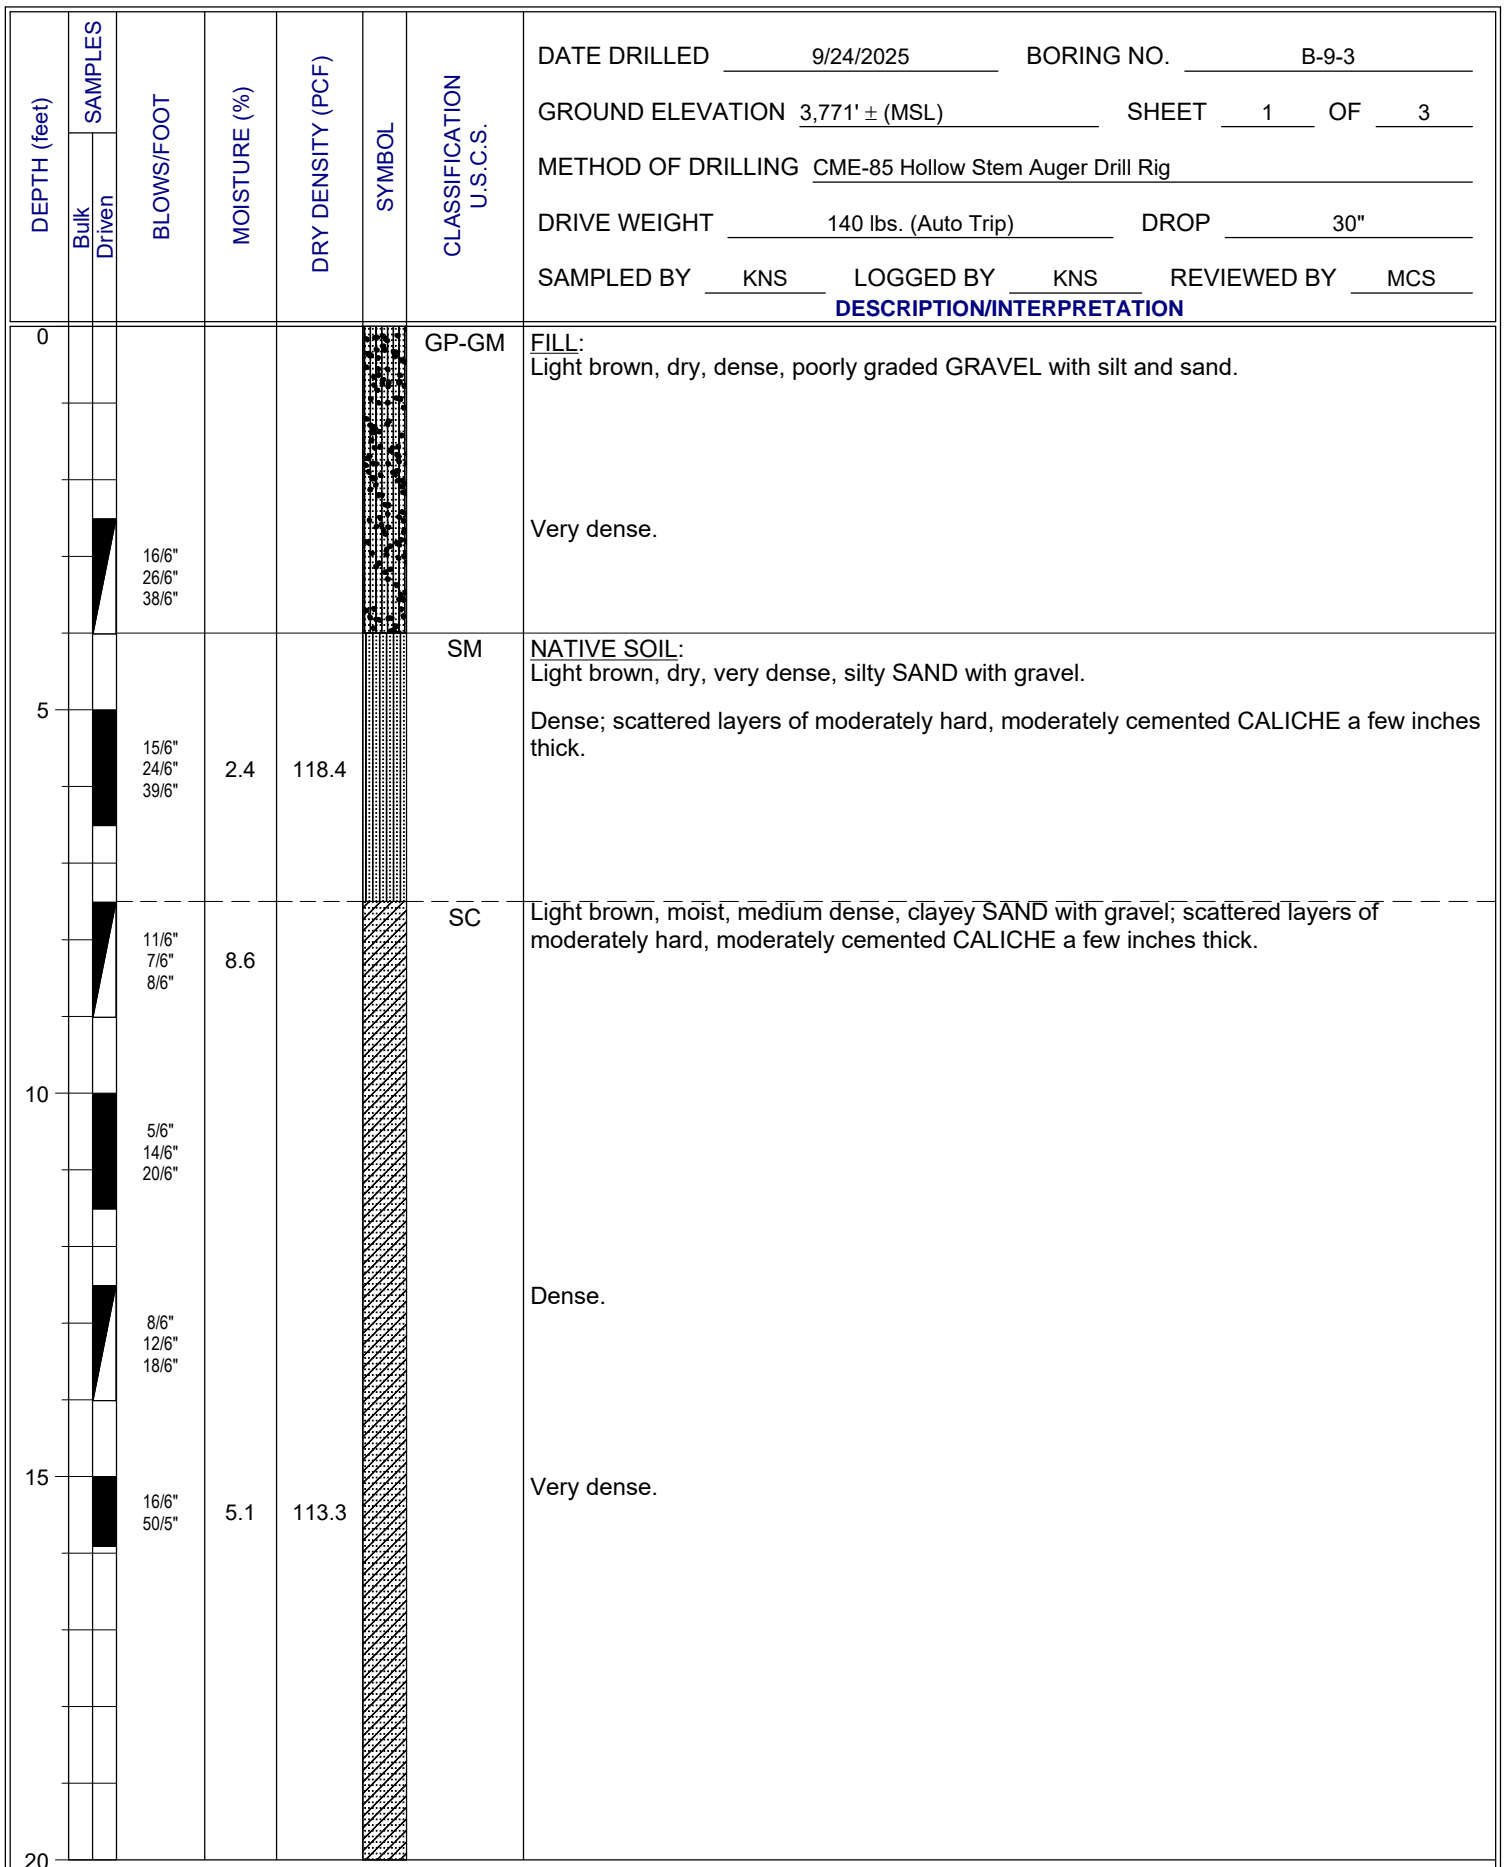 DEPTH (feet)
SAMPLES
Bulk
Driven
BLOWS/FOOT
MOISTURE (%)
DRY DENSITY (PCF)
SYMBOL
CLASSIFICATION
U.S.C.S.
DATE DRILLED 9/24/2025 BORING NO. B-9-3
GROUND ELEVATION 3,771' ± (MSL) SHEET 1 OF 3
METHOD OF DRILLING CME-85 Hollow Stem Auger Drill Rig
DRIVE WEIGHT 140 lbs. (Auto Trip) DROP 30"
SAMPLED BY KNS LOGGED BY KNS REVIEWED BY MCS
DESCRIPTION/INTERPRETATION
0 GP-GM FILL:
Light brown, dry, dense, poorly graded GRAVEL with silt and sand.
Very dense.
16/6"
26/6"
38/6"
SM NATIVE SOIL:
Light brown, dry, very dense, silty SAND with gravel.
5 Dense; scattered layers of moderately hard, moderately cemented CALICHE a few inches
thick.
15/6"
24/6" 2.4 118.4
39/6"
SC Light brown, moist, medium dense, clayey SAND with gravel; scattered layers of
moderately hard, moderately cemented CALICHE a few inches thick.
11/6"
7/6" 8.6
8/6"
10
5/6"
14/6"
20/6"
Dense.
8/6"
12/6"
18/6"
15 Very dense.
16/6"
50/5" 5.1 113.3
20